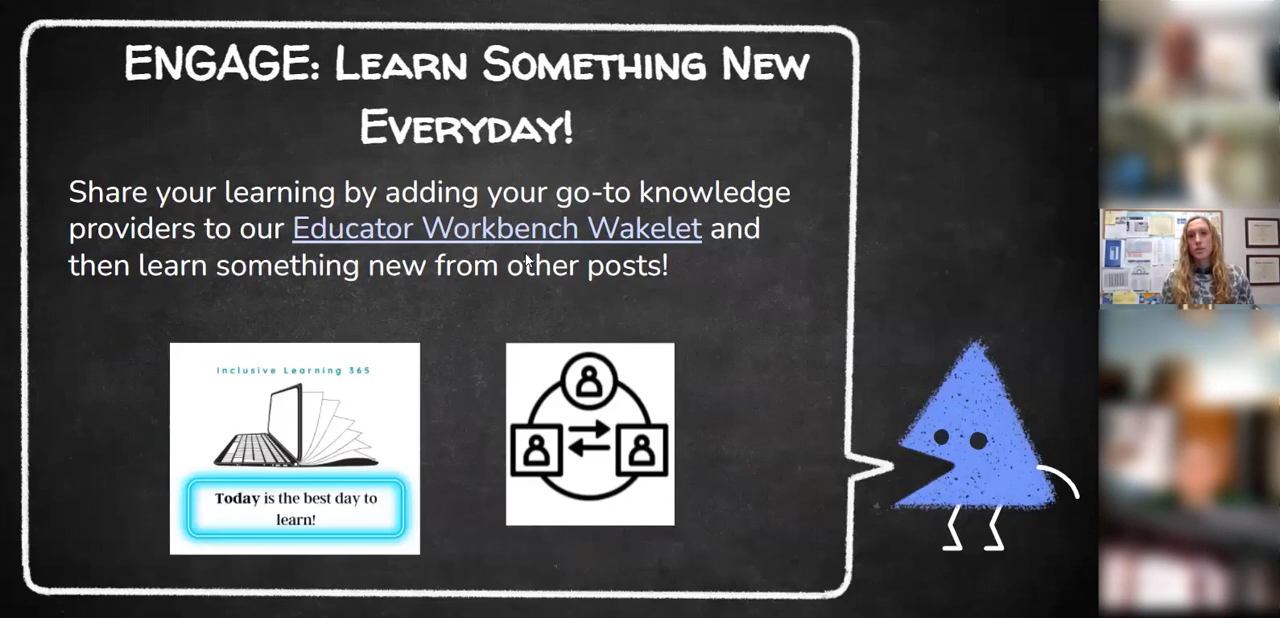 ENGAGE: Learn Something New
Everyday!
Share your learning by adding your go-to knowledge
providers to our Educator Workbench Wakelet and
then learn something new from other posts!
Inclusive Learning 365
Today is the best day to
learn!